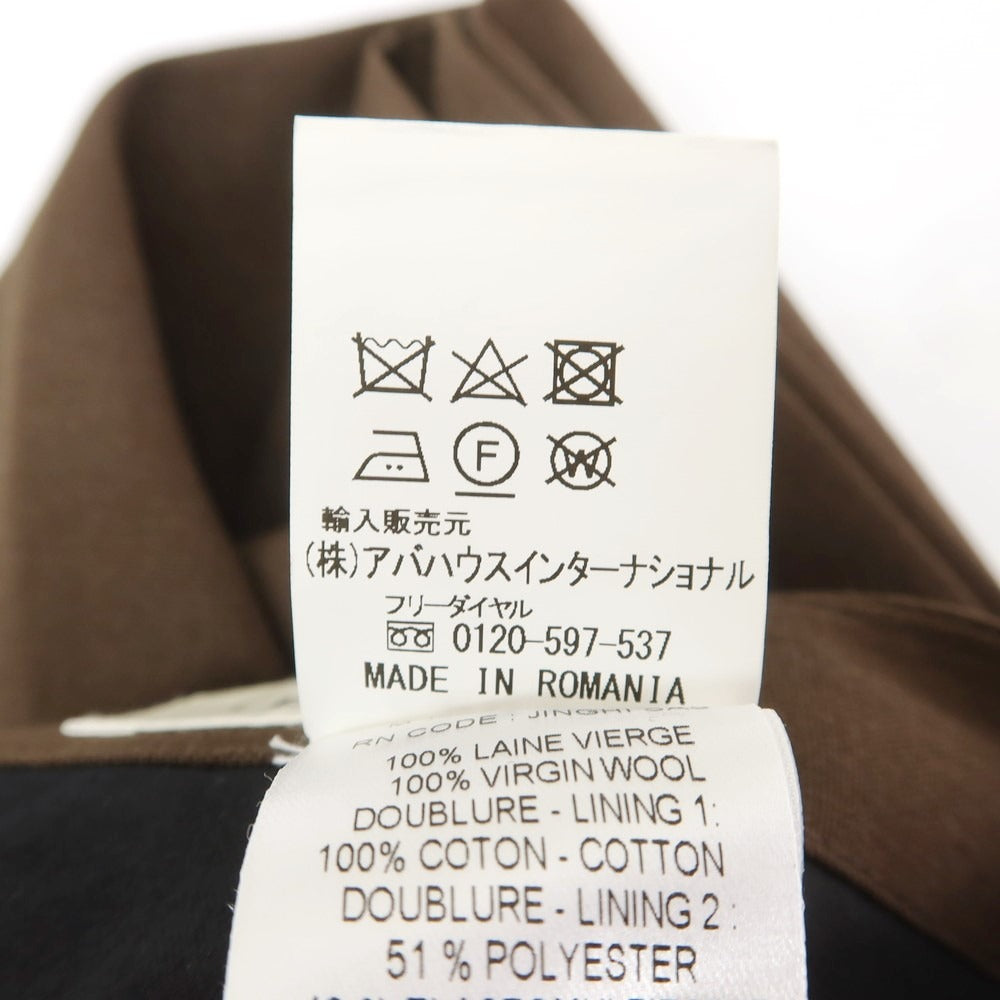 F
W
輸入販売元
(株)アバハウスインターナショナル
フリーダイヤル
0120-597-537
MADE IN ROMANIA
RN CODE :
100% LAINE VIERGE
100% VIRGIN WOOL
DOUBLURE - LINING 1:
100% COTON - COTTON
DOUBLURE - LINING 2 :
51 % POLYESTER